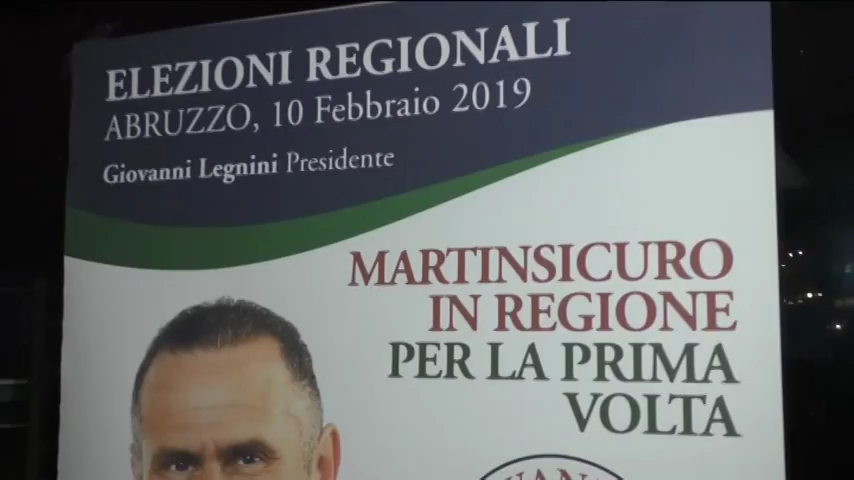 ELEZIONI REGIONALI
ABRUZZO, 10 Febbraio 2019
Giovanni Legnini Presidente
MARTINSICURO
IN REGIONE
PER LA PRIMA
VOLTA